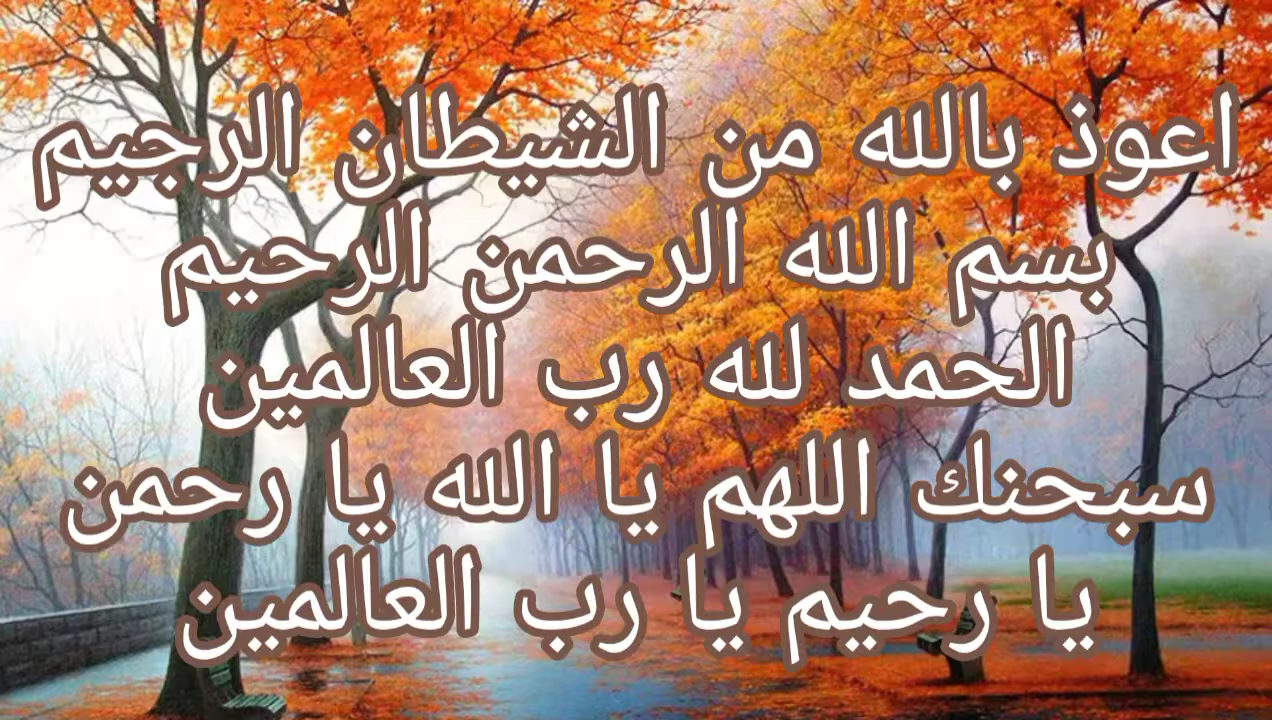 اعوذ بالله من الشيطان الرجيم
بسم الله الرحمن الرحيم
الحمد لله رب العالمين
سبحنك اللهم يا الله يا رحمن
يا رحيم يا رب العالمين